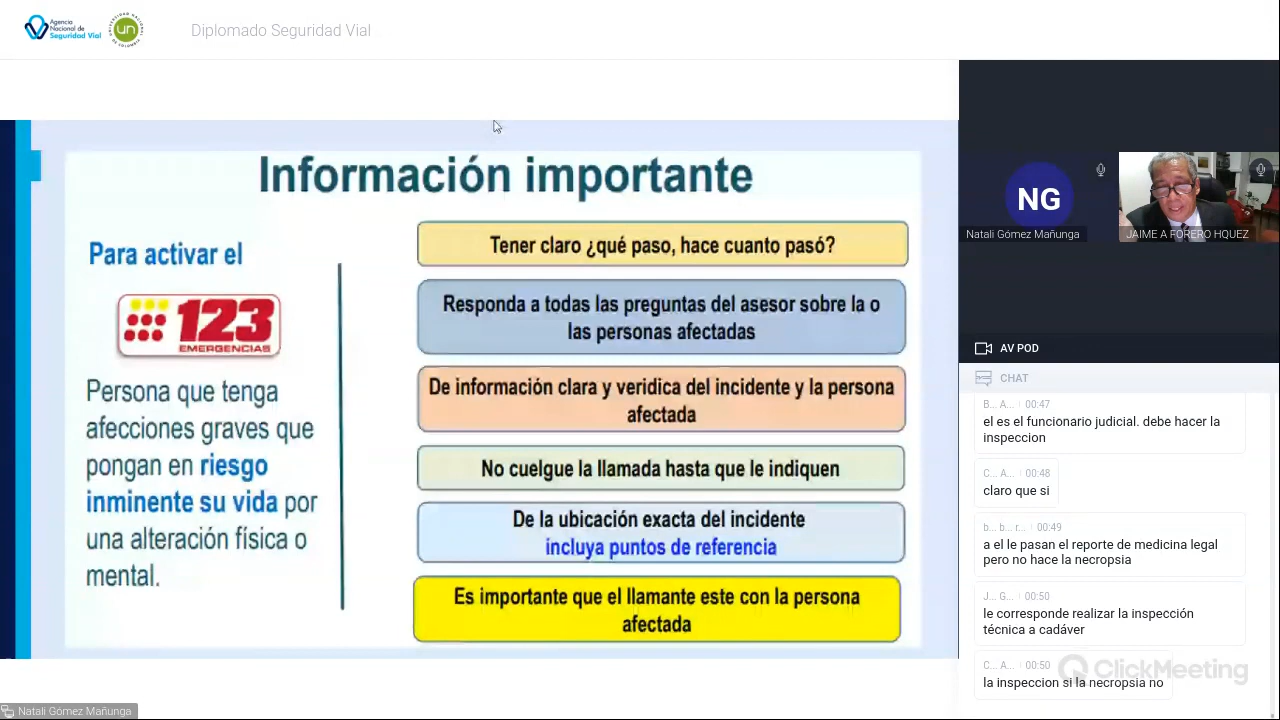 Agencia
Nacional de
Seguridad Vial
un
Diplomado Seguridad Vial
Información importante
Para activar el
123
EMERGENCIAS
Persona que tenga
afecciones graves que
pongan en riesgo
inminente su vida por
una alteración física o
mental.
Tener claro ¿qué paso, hace cuanto pasó?
Responda a todas las preguntas del asesor sobre la o
las personas afectadas
De información clara y veridica del incidente y la persona
afectada
No cuelgue la llamada hasta que le indiquen
De la ubicación exacta del incidente
incluya puntos de referencia
Es importante que el llamante este con la persona
afectada
NG
Natali Gómez Mañunga
JAIME A FORERO HQUEZ
AV POD
CHAT
B... A... 00:47
el es el funcionario judicial. debe hacer la
inspeccion
C... A... 00:48
claro que si
b... b... r... 00:49
a el le pasan el reporte de medicina legal
pero no hace la necropsia
J... G... 00:50
le corresponde realizar la inspección
técnica a cadáver
C... A... 00:50
la inspeccion si la necropsia no
ClickMeeting
Natali Gómez Mañunga